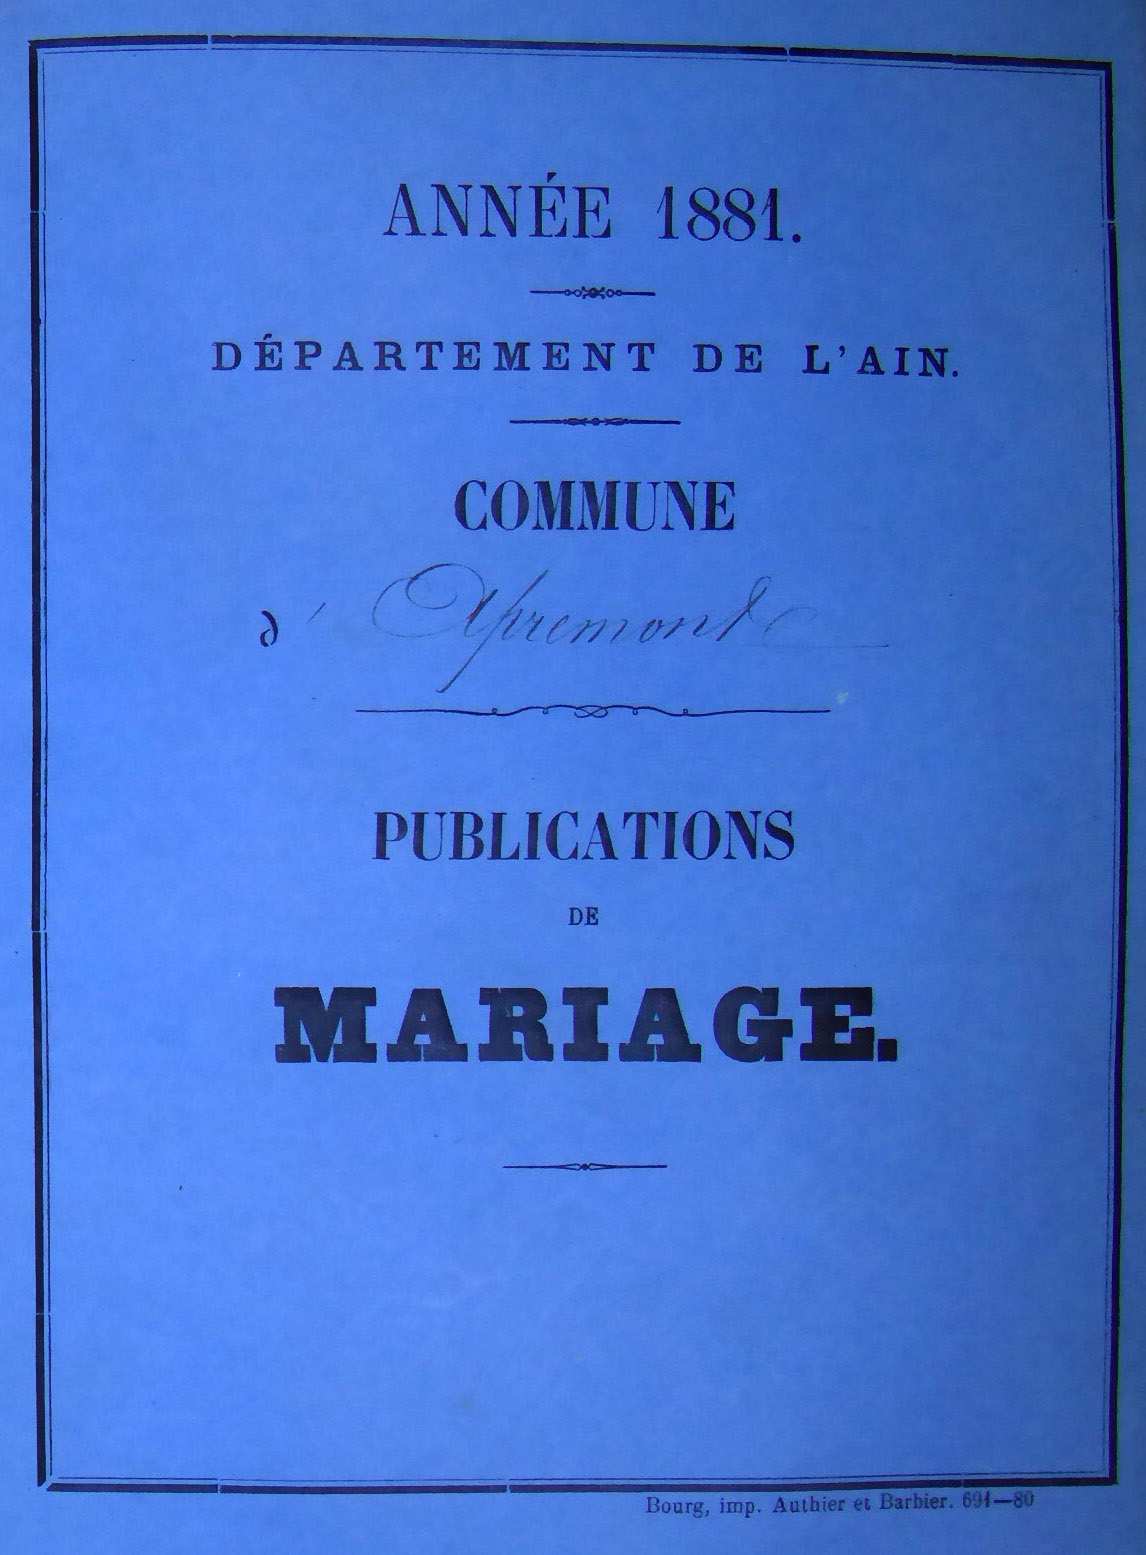 ANNÉE 1881.
DÉPARTEMENT DE L'AIN.
COMMUNE
d' Apremont
PUBLICATIONS
DE
MARIAGE.
Bourg, imp. Authier et Barbier. 691—80